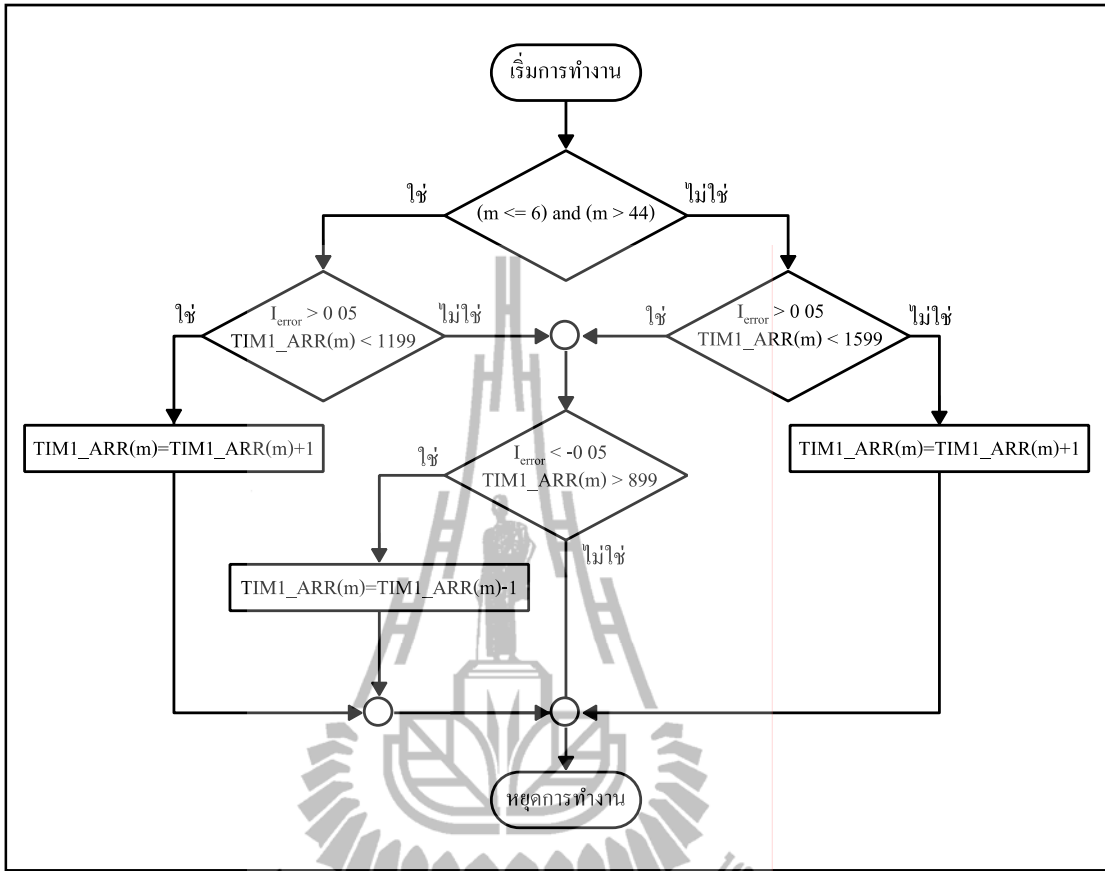 เริ่มการทำงาน
ใช่
(m <= 6) and (m > 44)
ไม่ใช่
ใช่
I_error > 0 05
TIM1_ARR(m) < 1199
ไม่ใช่
ใช่
I_error > 0 05
TIM1_ARR(m) < 1599
ไม่ใช่
TIM1_ARR(m)=TIM1_ARR(m)+1
ใช่
I_error < -0 05
TIM1_ARR(m) > 899
TIM1_ARR(m)=TIM1_ARR(m)+1
ไม่ใช่
TIM1_ARR(m)=TIM1_ARR(m)-1
หยุดการทำงาน